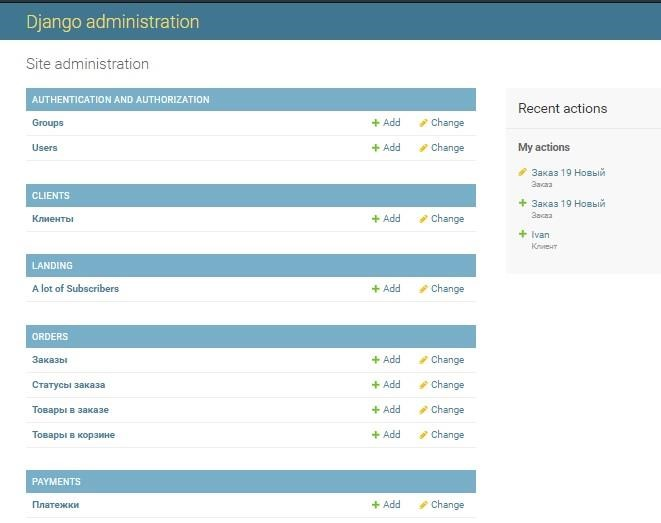 Django administration
Site administration
AUTHENTICATION AND AUTHORIZATION
Groups Add Change
Users Add Change
CLIENTS
Клиенты Add Change
LANDING
A lot of Subscribers Add Change
ORDERS
Заказы Add Change
Статусы заказа Add Change
Товары в заказе Add Change
Товары в корзине Add Change
PAYMENTS
Платежки Add Change
Recent actions
My actions
Заказ 19 Новый
Заказ
Заказ 19 Новый
Заказ
Ivan
Клиент